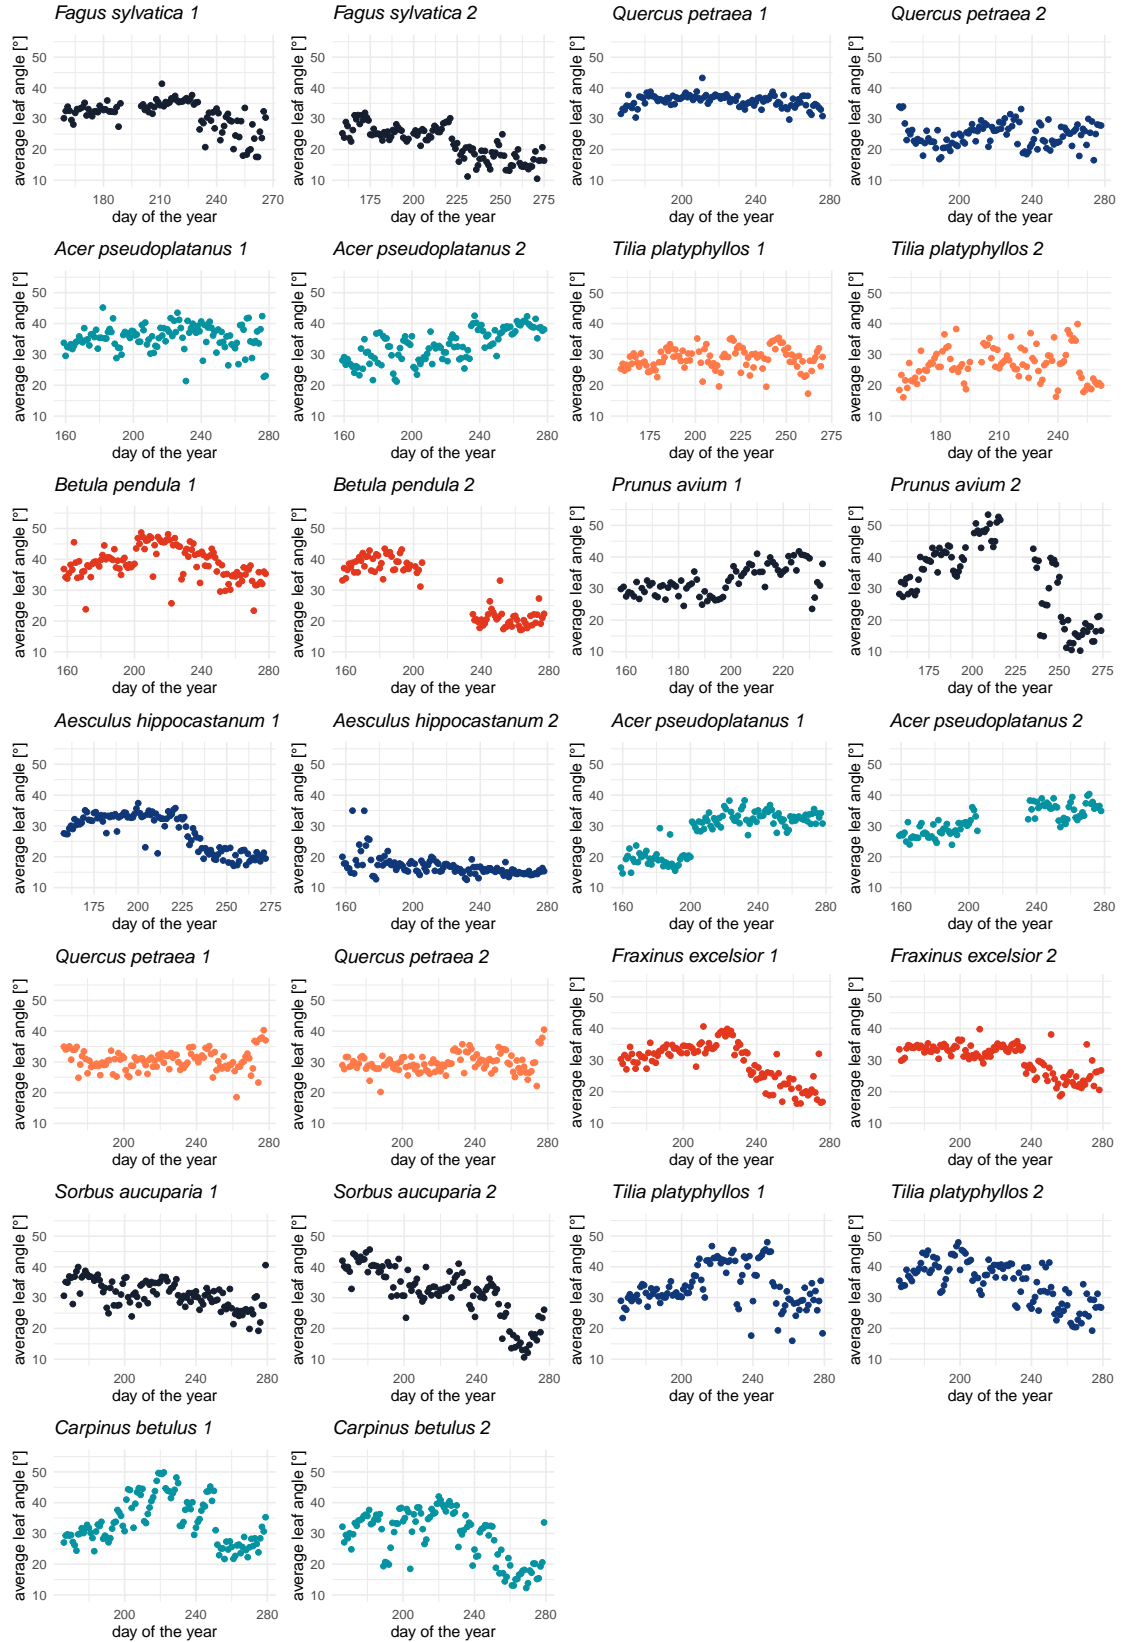 Fagus sylvatica 1 Fagus sylvatica 2 Quercus petraea 1 Quercus petraea 2
average leaf angle [°] 50 40 30 20 10 average leaf angle [°] 50 40 30 20 10 average leaf angle [°] 50 40 30 20 10 average leaf angle [°] 50 40 30 20 10
180 210 240 270 175 200 225 250 275 200 240 280 200 240 280
day of the year day of the year day of the year day of the year
Acer pseudoplatanus 1 Acer pseudoplatanus 2 Tilia platyphyllos 1 Tilia platyphyllos 2
average leaf angle [°] 50 40 30 20 10 average leaf angle [°] 50 40 30 20 10 average leaf angle [°] 50 40 30 20 10 average leaf angle [°] 50 40 30 20 10
160 200 240 280 160 200 240 280 175 200 225 250 270 180 210 240
day of the year day of the year day of the year day of the year
Betula pendula 1 Betula pendula 2 Prunus avium 1 Prunus avium 2
average leaf angle [°] 50 40 30 20 10 average leaf angle [°] 50 40 30 20 10 average leaf angle [°] 50 40 30 20 10 average leaf angle [°] 50 40 30 20 10
160 200 240 280 160 200 240 280 160 180 200 220 175 200 225 250 275
day of the year day of the year day of the year day of the year
Aesculus hippocastanum 1 Aesculus hippocastanum 2 Acer pseudoplatanus 1 Acer pseudoplatanus 2
average leaf angle [°] 50 40 30 20 10 average leaf angle [°] 50 40 30 20 10 average leaf angle [°] 50 40 30 20 10 average leaf angle [°] 50 40 30 20 10
175 200 225 250 275 160 200 240 280 160 200 240 280 160 200 240 280
day of the year day of the year day of the year day of the year
Quercus petraea 1 Quercus petraea 2 Fraxinus excelsior 1 Fraxinus excelsior 2
average leaf angle [°] 50 40 30 20 10 average leaf angle [°] 50 40 30 20 10 average leaf angle [°] 50 40 30 20 10 average leaf angle [°] 50 40 30 20 10
200 240 280 200 240 280 200 240 280 200 240 280
day of the year day of the year day of the year day of the year
Sorbus aucuparia 1 Sorbus aucuparia 2 Tilia platyphyllos 1 Tilia platyphyllos 2
average leaf angle [°] 50 40 30 20 10 average leaf angle [°] 50 40 30 20 10 average leaf angle [°] 50 40 30 20 10 average leaf angle [°] 50 40 30 20 10
200 240 280 200 240 280 200 240 280 200 240 280
day of the year day of the year day of the year day of the year
Carpinus betulus 1 Carpinus betulus 2
average leaf angle [°] 50 40 30 20 10 average leaf angle [°] 50 40 30 20 10
200 240 280 200 240 280
day of the year day of the year